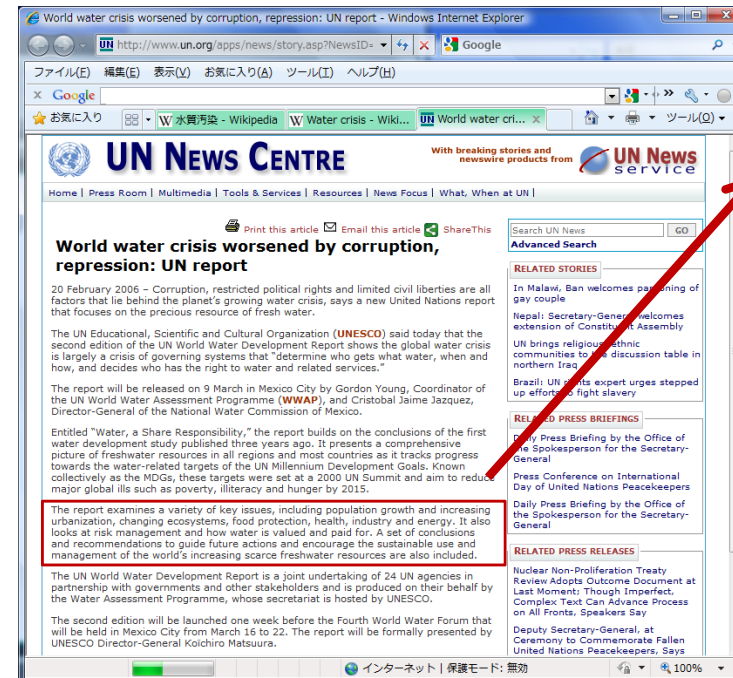 World water crisis worsened by corruption, repression: UN report - Windows Internet Explorer
http://www.un.org/apps/news/story.asp?NewsID=
Google
ファイル(F) 編集(E) 表示(V) お気に入り(A) ツール(T) ヘルプ(H)
x Google
お気に入り
水質汚染 - Wikipedia
Water crisis - Wiki...
World water cri...
ツール(O)
UN NEWS CENTRE
With breaking stories and
newswire products from
UN News
service
Home | Press Room | Multimedia | Tools & Services | Resources | News Focus | What, When at UN |
Print this article Email this article ShareThis
World water crisis worsened by corruption,
repression: UN report
20 February 2006 – Corruption, restricted political rights and limited civil liberties are all
factors that lie behind the planet's growing water crisis, says a new United Nations report
that focuses on the precious resource of fresh water.
The UN Educational, Scientific and Cultural Organization (UNESCO) said today that the
second edition of the UN World Water Development Report shows the global water crisis
is largely a crisis of governing systems that "determine who gets what water, when and
how, and decides who has the right to water and related services."
The report will be released on 9 March in Mexico City by Gordon Young, Coordinator of
the UN World Water Assessment Programme (WWAP), and Cristobal Jaime Jazquez,
Director-General of the National Water Commission of Mexico.
Entitled "Water, a Share Responsibility," the report builds on the conclusions of the first
water development study published three years ago. It presents a comprehensive
picture of freshwater resources in all regions and most countries as it tracks progress
towards the water-related targets of the UN Millennium Development Goals. Known
collectively as the MDGs, these targets were set at a 2000 UN Summit and aim to reduce
major global ills such as poverty, illiteracy and hunger by 2015.
The report examines a variety of key issues, including population growth and increasing
urbanization, changing ecosystems, food protection, health, industry and energy. It also
looks at risk management and how water is valued and paid for. A set of conclusions
and recommendations to guide future actions and encourage the sustainable use and
management of the world's increasing scarce freshwater resources are also included.
The UN World Water Development Report is a joint undertaking of 24 UN agencies in
partnership with governments and other stakeholders and is produced on their behalf by
the Water Assessment Programme, whose secretariat is hosted by UNESCO.
The second edition will be launched one week before the Fourth World Water Forum that
will be held in Mexico City from March 16 to 22. The report will be formally presented by
UNESCO Director-General Koïchiro Matsuura.
Search UN News
GO
Advanced Search
RELATED STORIES
In Malawi, Ban welcomes pardoning of
gay couple
Nepal: Secretary-General welcomes
extension of Constituent Assembly
UN brings religious, ethnic
communities to the discussion table in
northern Iraq
Brazil: UN rights expert urges stepped
up efforts to fight slavery
RELATED PRESS BRIEFINGS
Daily Press Briefing by the Office of
the Spokesperson for the Secretary-
General
Press Conference on International
Day of United Nations Peacekeepers
Daily Press Briefing by the Office of
the Spokesperson for the Secretary-
General
RELATED PRESS RELEASES
Nuclear Non-Proliferation Treaty
Review Adopts Outcome Document at
Last Moment: Though Imperfect,
Complex Text Can Advance Process
on All Fronts, Speakers Say
Deputy Secretary-General, at
Ceremony to Commemorate Fallen
United Nations Peacekeepers, Says
インターネット | 保護モード: 無効
100%